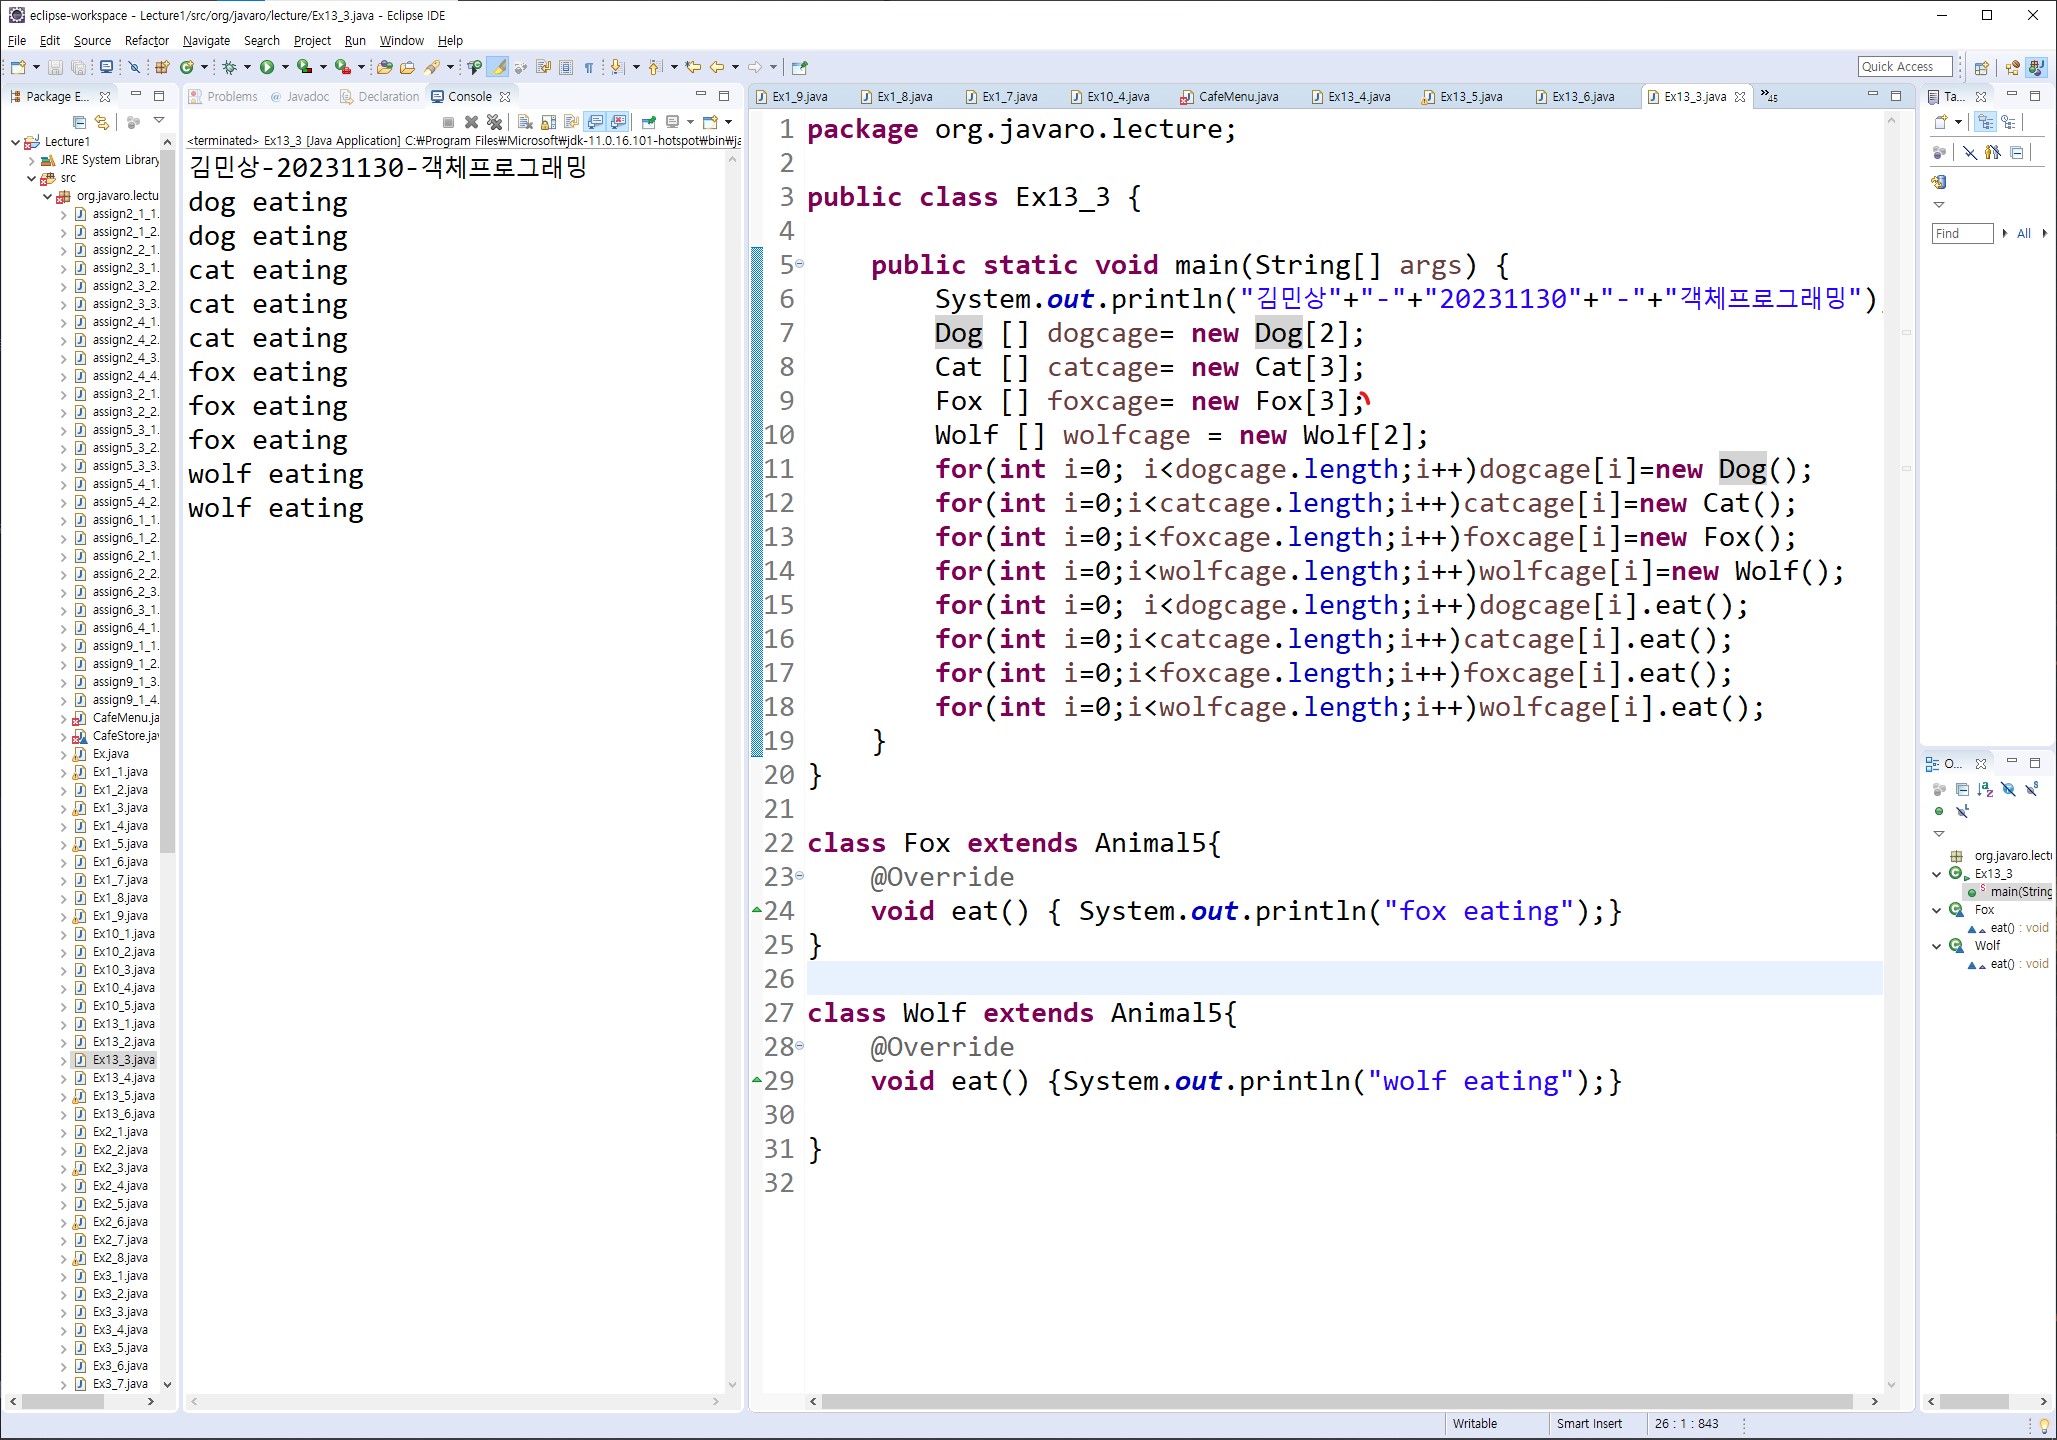 eclipse-workspace - Lecture1/src/org/javaro/lecture/Ex13_3.java - Eclipse IDE
File Edit Source Refactor Navigate Search Project Run Window Help
Quick Access
Package E...
Lecture1
JRE System Library
src
org.javaro.lectu
assign2_1_1.
assign2_1_2.
assign2_2_1.
assign2_3_1.
assign2_3_2.
assign2_3_3.
assign2_4_1.
assign2_4_2.
assign2_4_3.
assign2_4_4.
assign3_2_1.
assign3_2_2.
assign5_3_1.
assign5_3_2.
assign5_3_3.
assign5_4_1.
assign5_4_2.
assign6_1_1.
assign6_1_2.
assign6_2_1.
assign6_2_2.
assign6_2_3.
assign6_3_1.
assign6_4_1.
assign9_1_1.
assign9_1_2.
assign9_1_3.
assign9_1_4.
CafeMenu.ja
CafeStore.jav
Ex.java
Ex1_1.java
Ex1_2.java
Ex1_3.java
Ex1_4.java
Ex1_5.java
Ex1_6.java
Ex1_7.java
Ex1_8.java
Ex1_9.java
Ex10_1.java
Ex10_2.java
Ex10_3.java
Ex10_4.java
Ex10_5.java
Ex13_1.java
Ex13_2.java
Ex13_3.java
Ex13_4.java
Ex13_5.java
Ex13_6.java
Ex2_1.java
Ex2_2.java
Ex2_3.java
Ex2_4.java
Ex2_5.java
Ex2_6.java
Ex2_7.java
Ex2_8.java
Ex3_1.java
Ex3_2.java
Ex3_3.java
Ex3_4.java
Ex3_5.java
Ex3_6.java
Ex3_7.java
Problems Javadoc Declaration Console
<terminated> Ex13_3 [Java Application] C:₩Program Files₩Microsoft₩jdk-11.0.16.101-hotspot₩bin₩ja
김민상-20231130-객체프로그래밍
dog eating
dog eating
cat eating
cat eating
cat eating
fox eating
fox eating
fox eating
wolf eating
wolf eating
Ex1_9.java Ex1_8.java Ex1_7.java Ex10_4.java CafeMenu.java Ex13_4.java Ex13_5.java Ex13_6.java Ex13_3.java »45
1 package org.javaro.lecture;
2
3 public class Ex13_3 {
4
5 public static void main(String[] args) {
6 System.out.println("김민상"+"-"+"20231130"+"-"+"객체프로그래밍")
7 Dog [] dogcage= new Dog[2];
8 Cat [] catcage= new Cat[3];
9 Fox [] foxcage= new Fox[3];
10 Wolf [] wolfcage = new Wolf[2];
11 for(int i=0; i<dogcage.length;i++)dogcage[i]=new Dog();
12 for(int i=0;i<catcage.length;i++)catcage[i]=new Cat();
13 for(int i=0;i<foxcage.length;i++)foxcage[i]=new Fox();
14 for(int i=0;i<wolfcage.length;i++)wolfcage[i]=new Wolf();
15 for(int i=0; i<dogcage.length;i++)dogcage[i].eat();
16 for(int i=0;i<catcage.length;i++)catcage[i].eat();
17 for(int i=0;i<foxcage.length;i++)foxcage[i].eat();
18 for(int i=0;i<wolfcage.length;i++)wolfcage[i].eat();
19 }
20 }
21
22 class Fox extends Animal5{
23 @Override
24 void eat() { System.out.println("fox eating");}
25 }
26
27 class Wolf extends Animal5{
28 @Override
29 void eat() {System.out.println("wolf eating");}
30
31 }
32
Ta...
Find All
O...
org.javaro.lectu
Ex13_3
main(String
Fox
eat() : void
Wolf
eat() : void
Writable Smart Insert 26 : 1 : 843